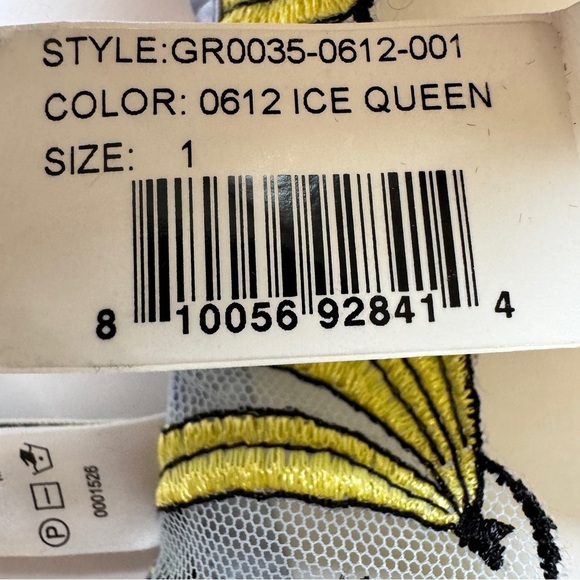 STYLE:GR0035-0612-001
COLOR: 0612 ICE QUEEN
SIZE: 1
8 10056 92841 4
P
0001526